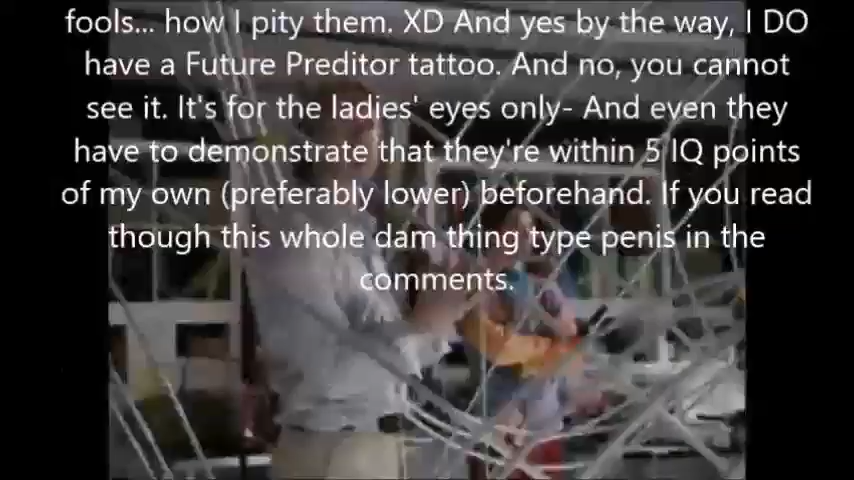 fools... how I pity them. XD And yes by the way, I DO
have a Future Preditor tattoo. And no, you cannot
see it. It's for the ladies' eyes only- And even they
have to demonstrate that they're within 5 IQ points
of my own (preferably lower) beforehand. If you read
though this whole dam thing type penis in the
comments.